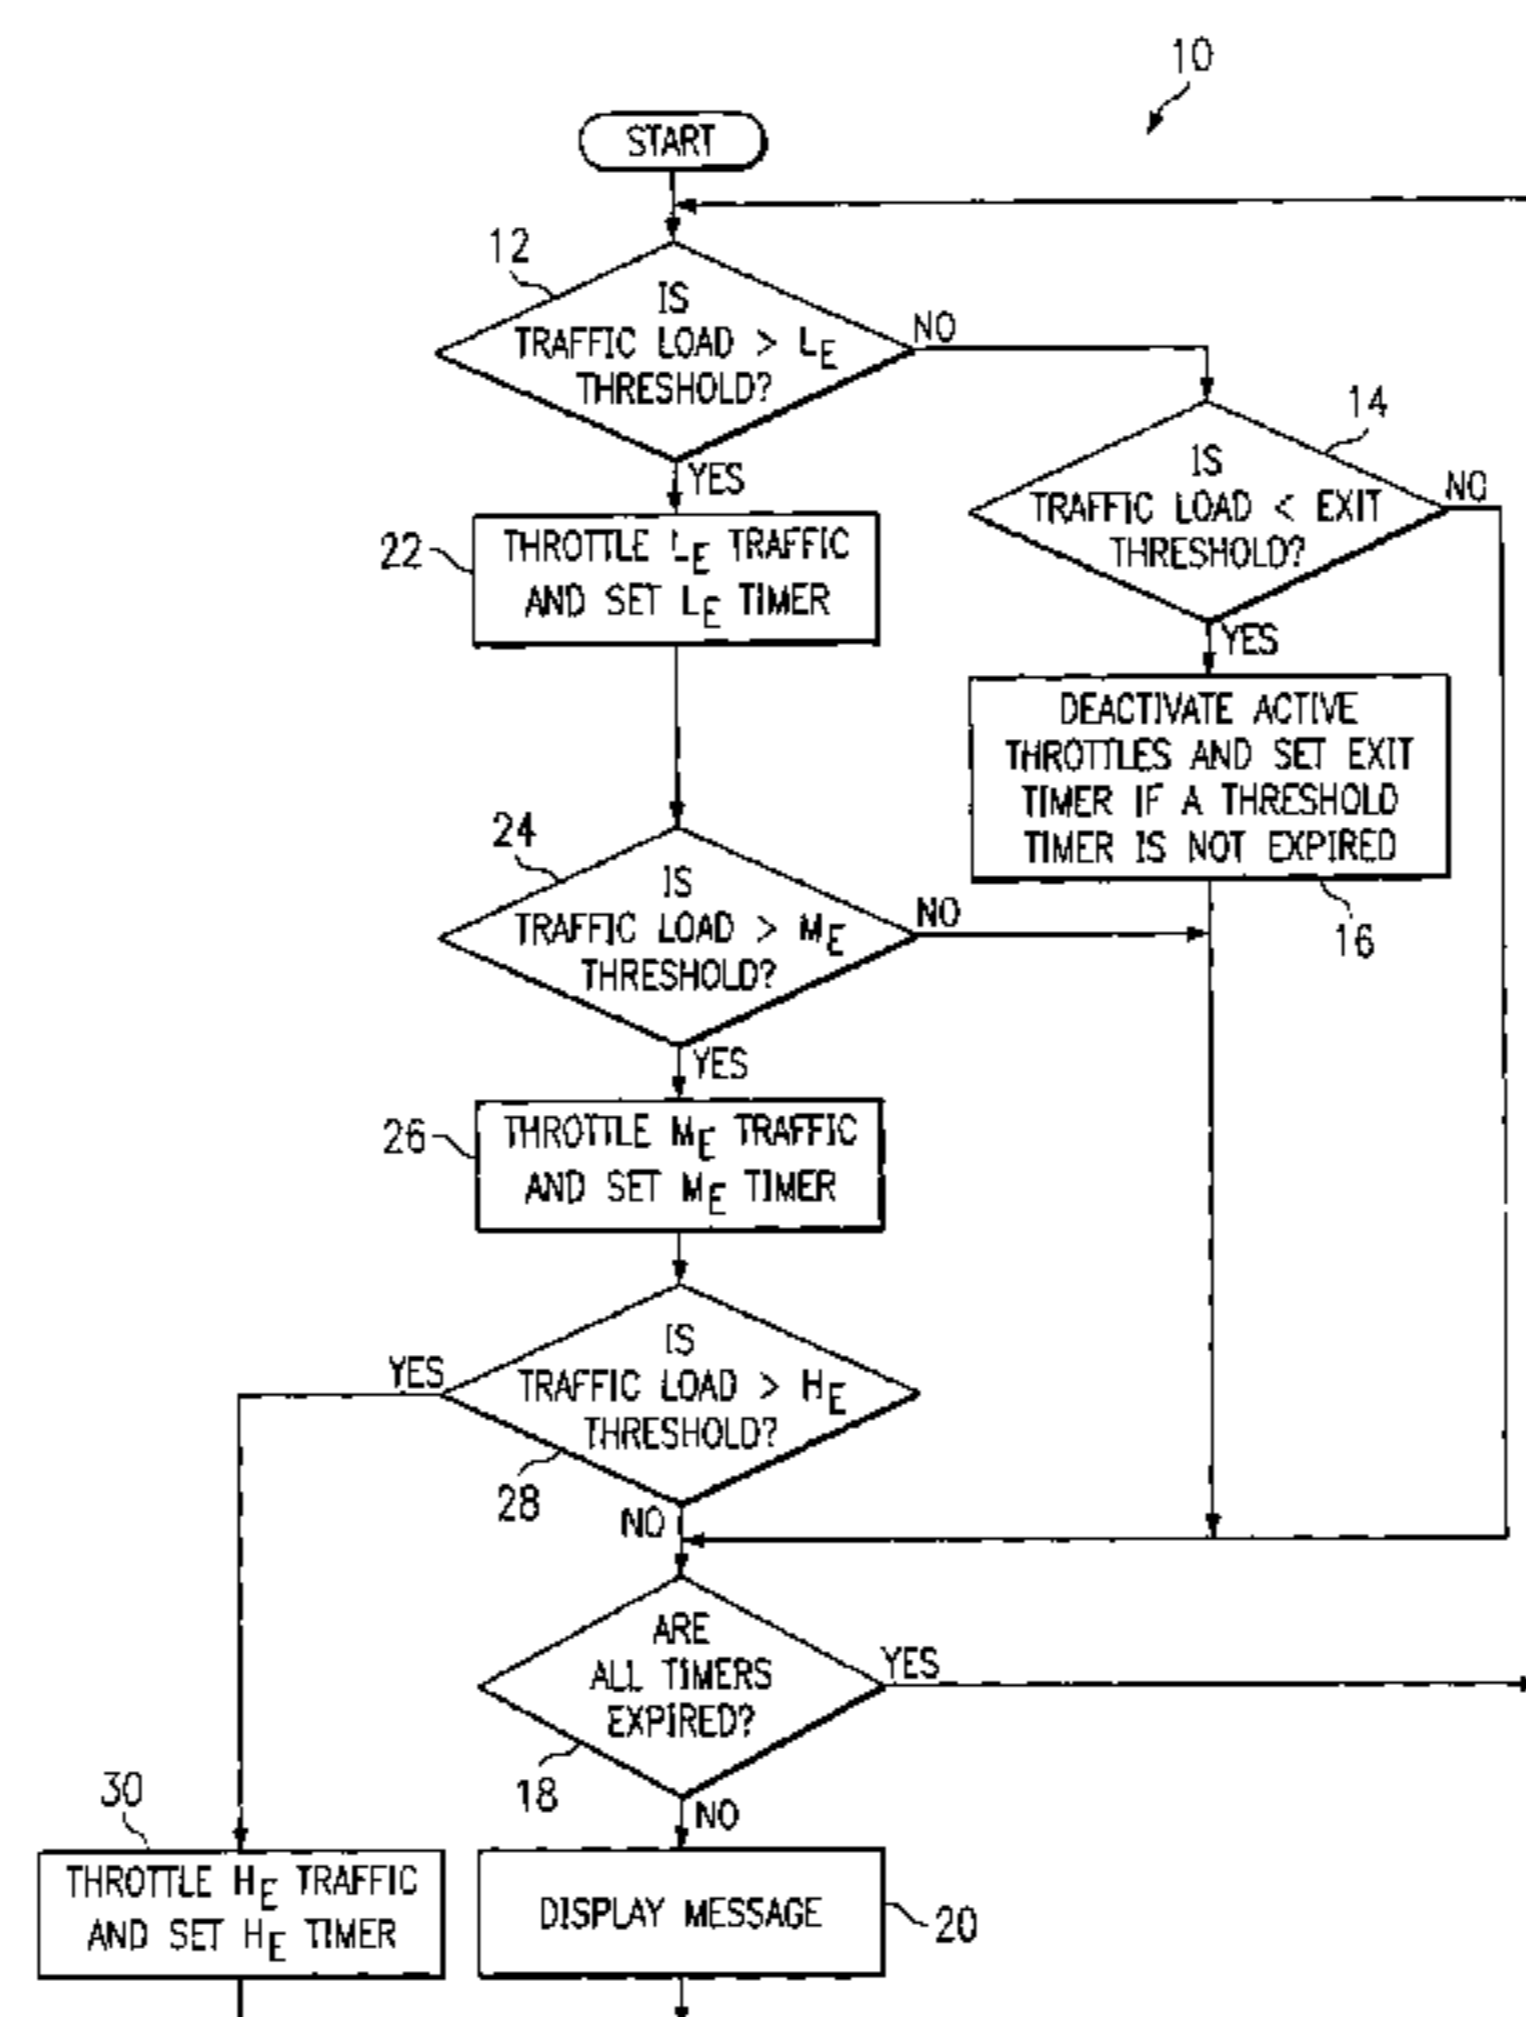 10
START
12
IS
TRAFFIC LOAD > LE
THRESHOLD?
NO
YES
14
IS
TRAFFIC LOAD < EXIT
THRESHOLD?
NO
YES
22
THROTTLE LE TRAFFIC
AND SET LE TIMER
DEACTIVATE ACTIVE
THROTTLES AND SET EXIT
TIMER IF A THRESHOLD
TIMER IS NOT EXPIRED
16
24
IS
TRAFFIC LOAD > ME
THRESHOLD?
NO
YES
26
THROTTLE ME TRAFFIC
AND SET ME TIMER
IS
TRAFFIC LOAD > HE
THRESHOLD?
YES
28
NO
ARE
ALL TIMERS
EXPIRED?
YES
18
NO
30
THROTTLE HE TRAFFIC
AND SET HE TIMER
DISPLAY MESSAGE
20